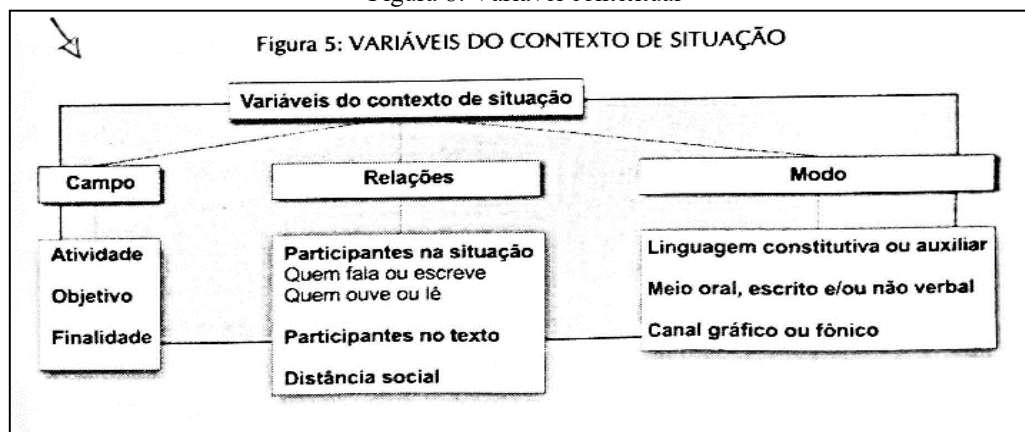 Figura 5: VARIÁVEIS DO CONTEXTO DE SITUAÇÃO
Variáveis do contexto de situação
Campo
Relações
Modo
Atividade
Objetivo
Finalidade
Participantes na situação
Quem fala ou escreve
Quem ouve ou lê
Participantes no texto
Distância social
Linguagem constitutiva ou auxiliar
Meio oral, escrito e/ou não verbal
Canal gráfico ou fônico